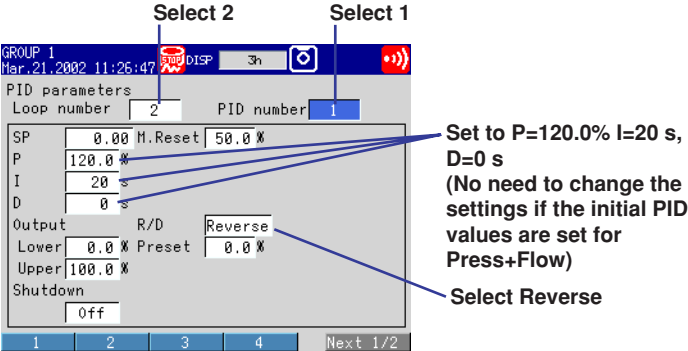 Select 2 Select 1
GROUP 1
Mar.21.2002 11:26:47 STOP DISP 3h
PID parameters
Loop number 2 PID number 1
SP 0.00 M.Reset 50.0 %
P 120.0 %
I 20 s
D 0 s
Output R/D Reverse
Lower 0.0 % Preset 0.0 %
Upper 100.0 %
Shutdown
Off
1 2 3 4 Next 1/2
Set to P=120.0% I=20 s,
D=0 s
(No need to change the
settings if the initial PID
values are set for
Press+Flow)
Select Reverse